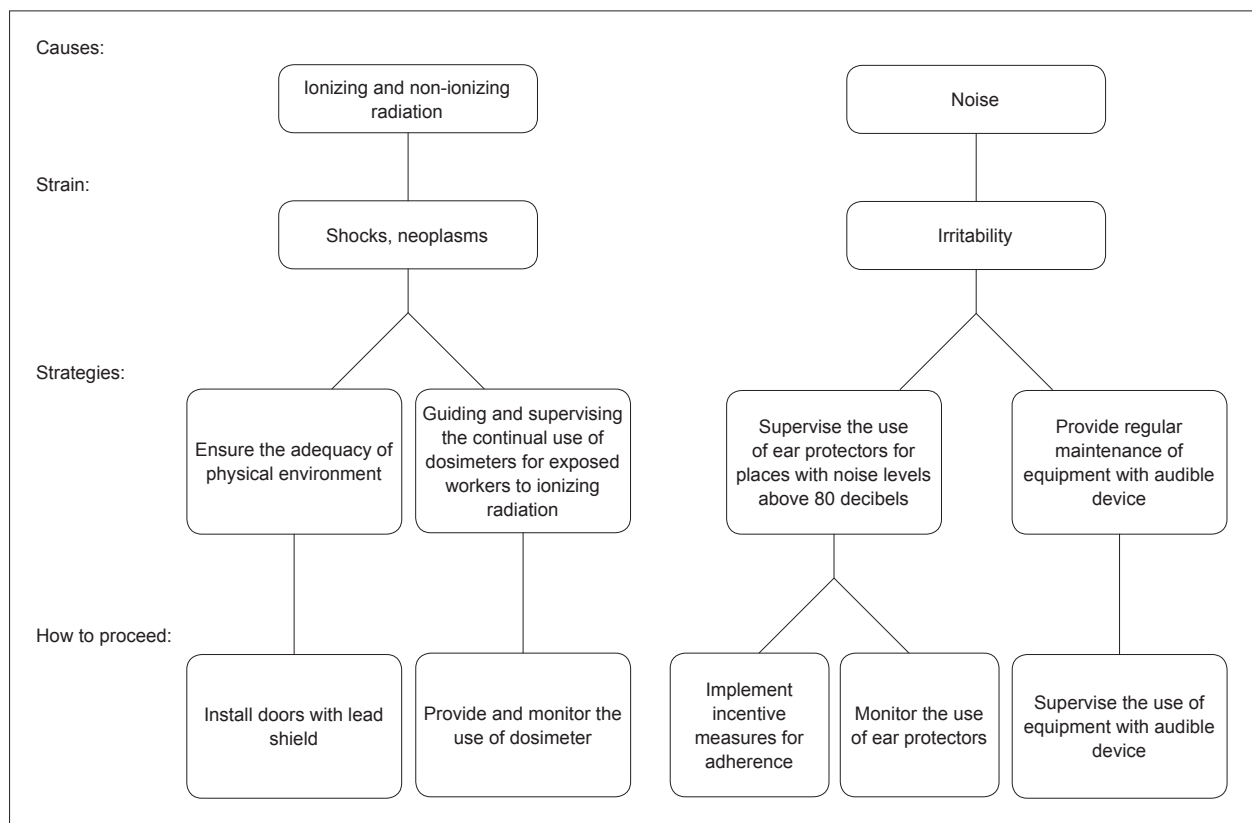 Causes:
Ionizing and non-ionizing
radiation
Noise
Strain:
Shocks, neoplasms
Irritability
Strategies:
Ensure the adequacy of
physical environment
Guiding and supervising
the continual use of
dosimeters for exposed
workers to ionizing
radiation
Supervise the use
of ear protectors for
places with noise levels
above 80 decibels
Provide regular
maintenance of
equipment with audible
device
How to proceed:
Install doors with lead
shield
Provide and monitor the
use of dosimeter
Implement
incentive
measures for
adherence
Monitor the use
of ear protectors
Supervise the use of
equipment with audible
device